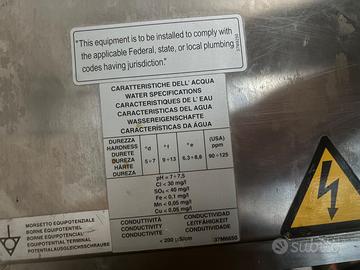 "This equipment is to be installed to comply with
the applicable Federal, state, or local plumbing
codes having jurisdiction."
CARATTERISTICHE DELL' ACQUA
WATER SPECIFICATIONS
CARACTERISTIQUES DE L' EAU
CARACTERISTICAS DEL AGUA
WASSEREIGENSCHAFTE
CARACTERÍSTICAS DA ÁGUA
DUREZZA
HARDNESS
DURETE
DUREZA
HÄRTE
DUREZA
°d
5÷7
°f
9÷13
°e
6,3÷8,8
(USA)
ppm
90÷125
pH = 7÷7,5
Cl < 30 mg/l
SO₄ < 40 mg/l
Fe < 0,1 mg/l
Mn < 0,05 mg/l
Cu < 0,05 mg/l
CONDUTTIVITÀ
CONDUCTIVITY
CONDUTIVITE
CONDUCTIVIDAD
LEITFÄHIGKEIT
CONDUTIVIDADE
< 200 µS/cm
37M66650
MORSETTO EQUIPOTENZIALE
BORNE EQUIPOTENTIEL
BORNE EQUIPOTENCIAL
EQUIPOTENTIAL TERMINAL
POTENTIALAUSGLEICHSCHRAUBE
subito